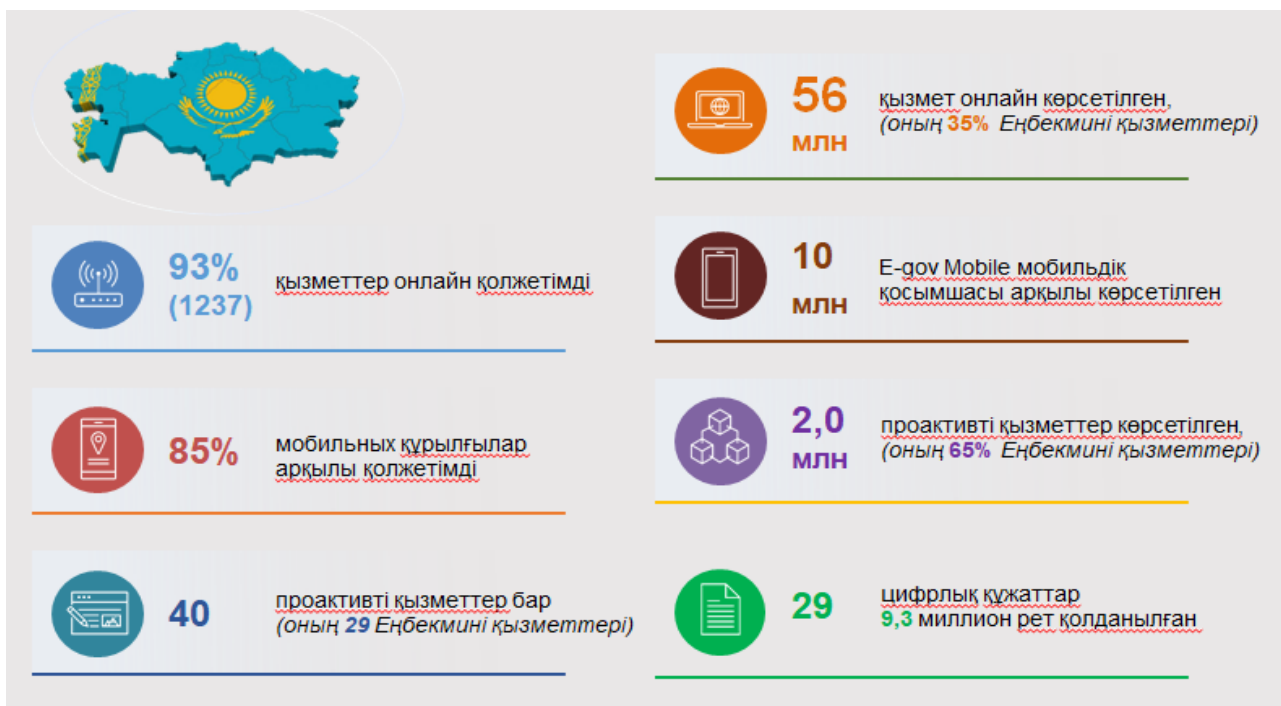 93%
(1237)
қызметтер онлайн қолжетімді
85%
мобильных құрылғылар
арқылы қолжетімді
40
проактивті қызметтер бар
(оның 29 Еңбекмині қызметтері)
56
млн
қызмет онлайн көрсетілген,
(оның 35% Еңбекмині қызметтері)
10
млн
E-gov Mobile мобильдік
қосымшасы арқылы көрсетілген
2,0
млн
проактивті қызметтер көрсетілген,
(оның 65% Еңбекмині қызметтері)
29
цифрлық құжаттар
9,3 миллион рет қолданылған